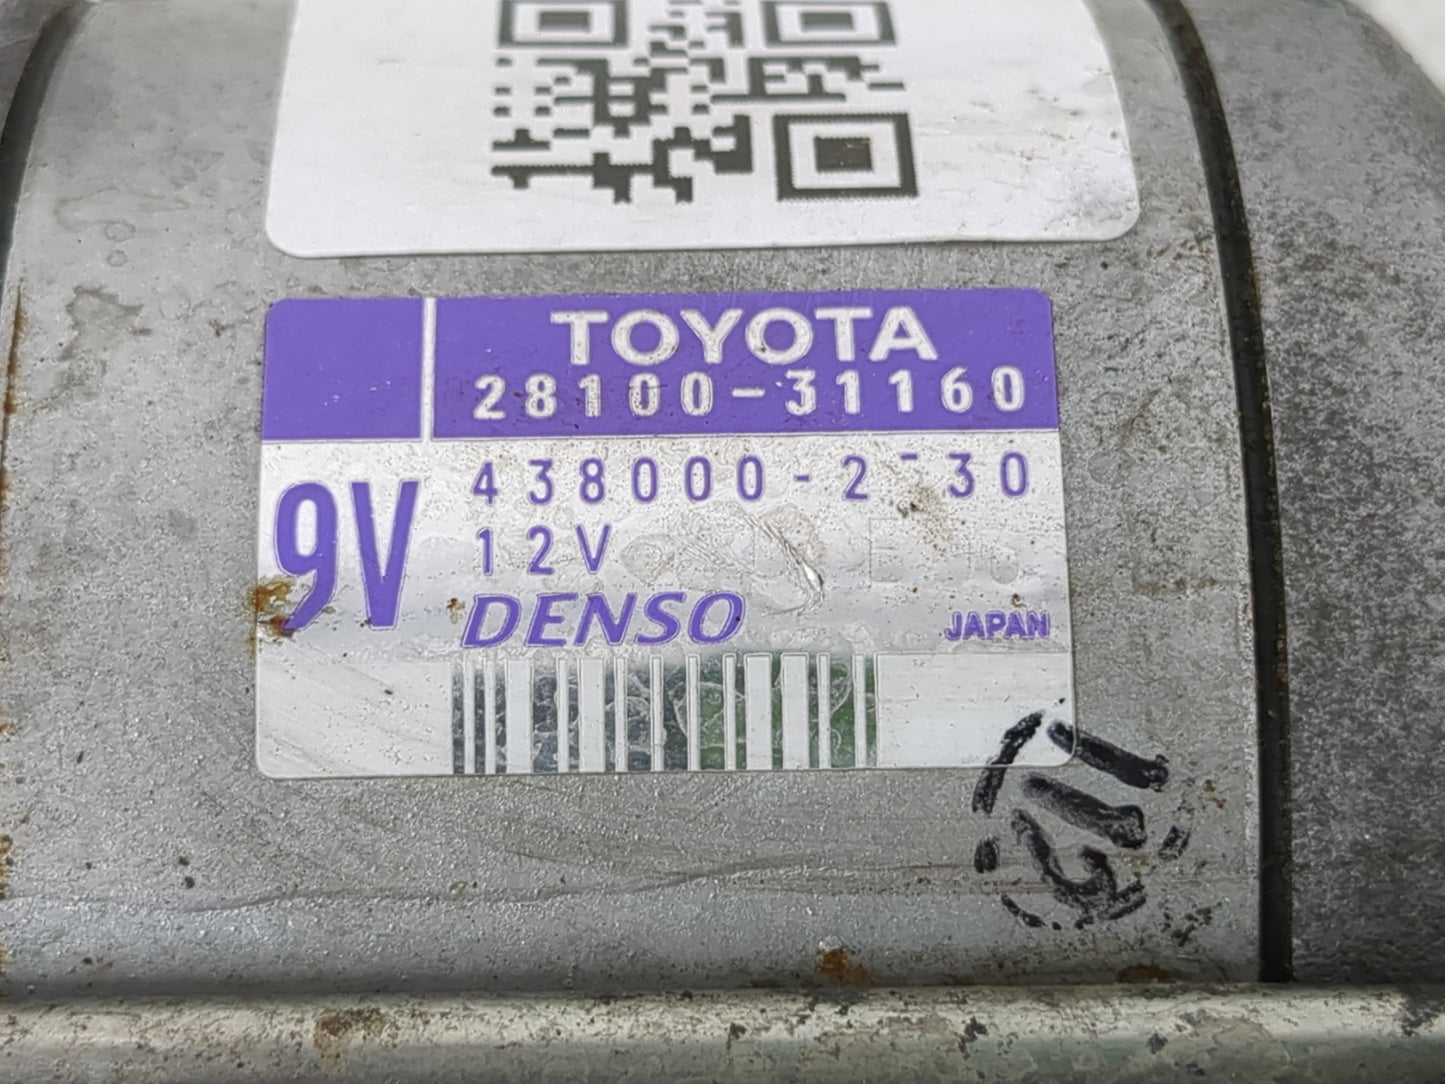 TOYOTA
28100-31160
9V
12V
DENSO
JAPAN